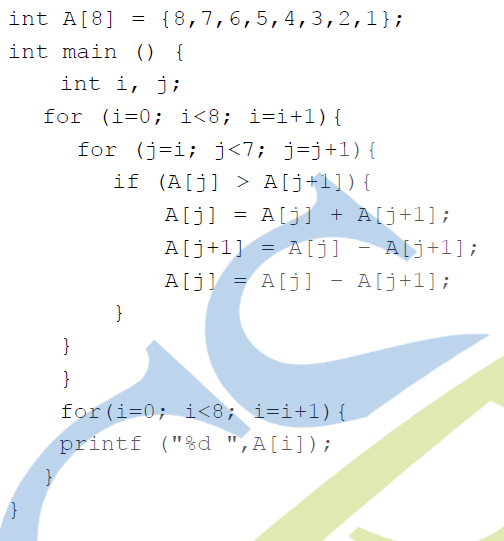 int A[8] = {8,7,6,5,4,3,2,1};
int main () {
    int i, j;
  for (i=0; i<8; i=i+1){
    for (j=i; j<7; j=j+1){
      if (A[j] > A[j+1]){
         A[j] = A[j] + A[j+1];
         A[j+1] = A[j] - A[j+1];
         A[j] = A[j] - A[j+1];
      }
   }
   }
   for(i=0; i<8; i=i+1){
   printf ("%d ",A[i]);
  }
}